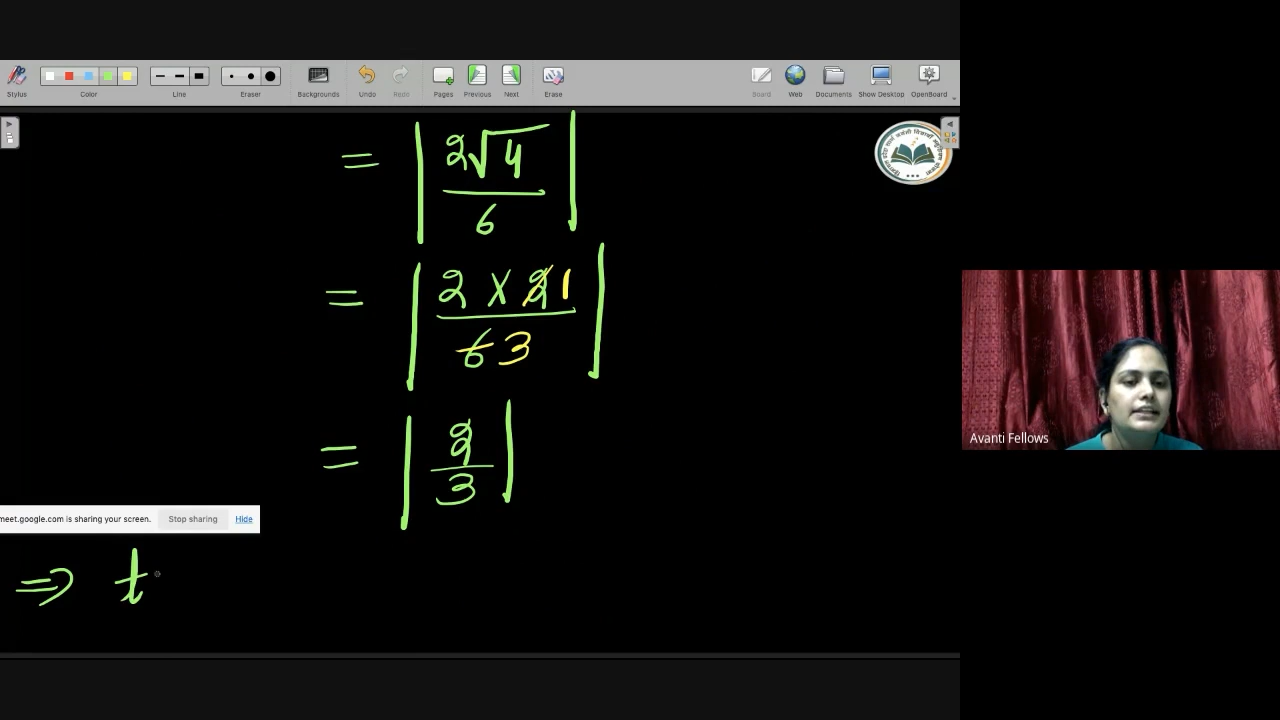 Stylus Color Line Eraser Backgrounds Undo Redo Pages Previous Next Erase Board Web Documents Show Desktop OpenBoard
= | 2√4 / 6 |
= | 2 × 2 1 / 6 3 |
= | 2 / 3 |
Avanti Fellows
meet.google.com is sharing your screen. Stop sharing Hide
⇒ t